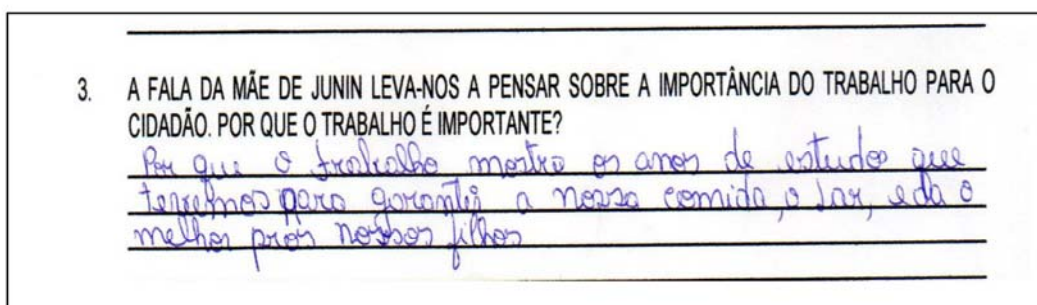 3. A FALA DA MÃE DE JUNIN LEVA-NOS A PENSAR SOBRE A IMPORTÂNCIA DO TRABALHO PARA O
CIDADÃO. POR QUE O TRABALHO É IMPORTANTE?
Por que o trabalho mostra os anos de estudos que
para garantir a nossa comida, o lar, e da o
melhor pros nossos filhos